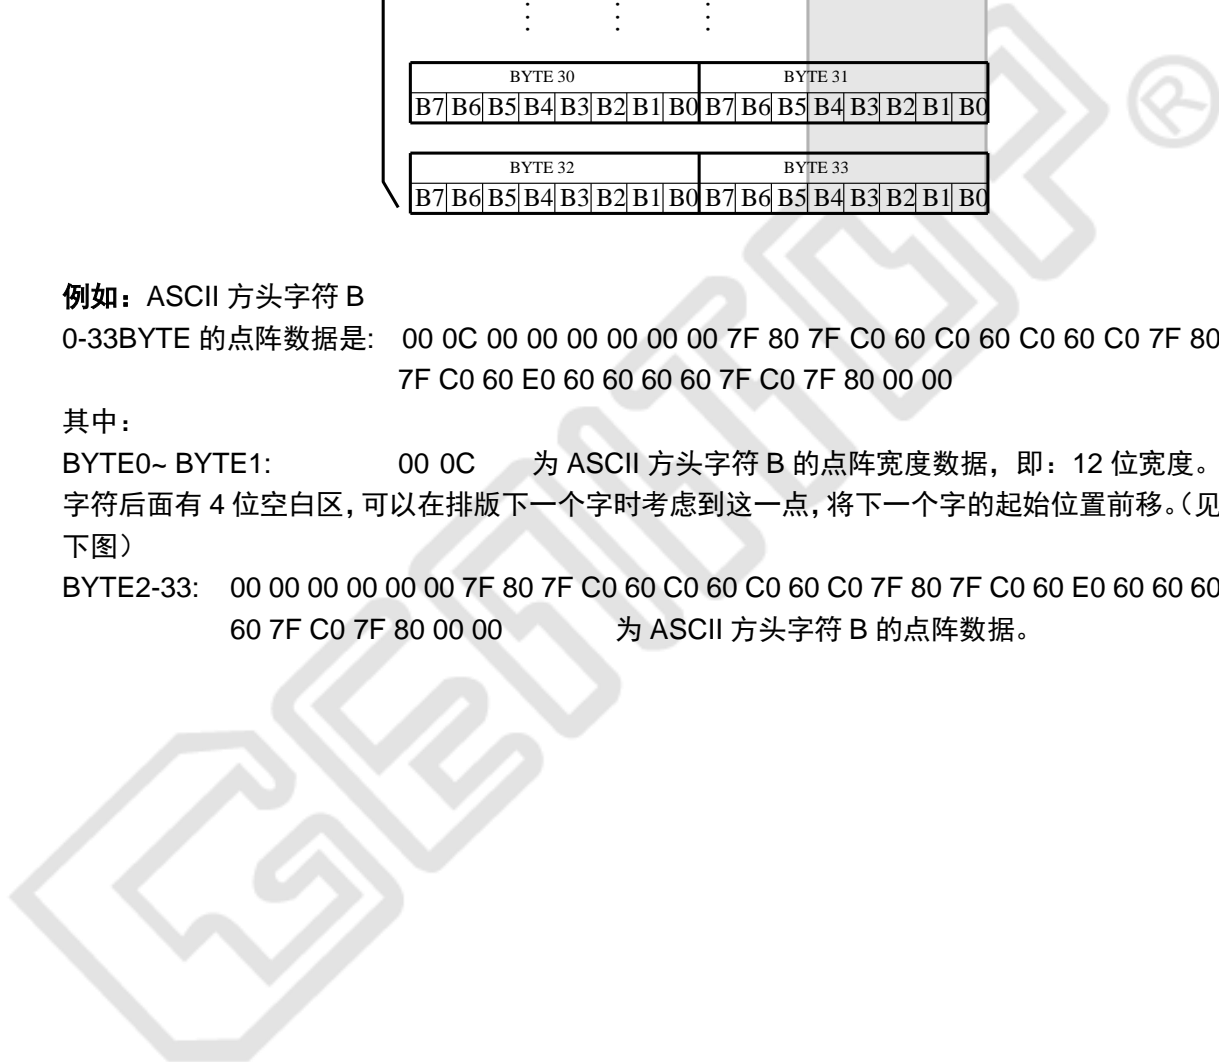 BYTE 30 BYTE 31
B7 B6 B5 B4 B3 B2 B1 B0 B7 B6 B5 B4 B3 B2 B1 B0
BYTE 32 BYTE 33
B7 B6 B5 B4 B3 B2 B1 B0 B7 B6 B5 B4 B3 B2 B1 B0
例如：ASCII 方头字符 B
0-33BYTE 的点阵数据是: 00 0C 00 00 00 00 00 00 7F 80 7F C0 60 C0 60 C0 60 C0 7F 80
7F C0 60 E0 60 60 60 60 7F C0 7F 80 00 00
其中：
BYTE0~ BYTE1: 00 0C 为 ASCII 方头字符 B 的点阵宽度数据，即：12 位宽度。
字符后面有 4 位空白区，可以在排版下一个字时考虑到这一点，将下一个字的起始位置前移。（见
下图）
BYTE2-33: 00 00 00 00 00 00 7F 80 7F C0 60 C0 60 C0 60 C0 7F 80 7F C0 60 E0 60 60 60
60 7F C0 7F 80 00 00 为 ASCII 方头字符 B 的点阵数据。
GENITOP
®